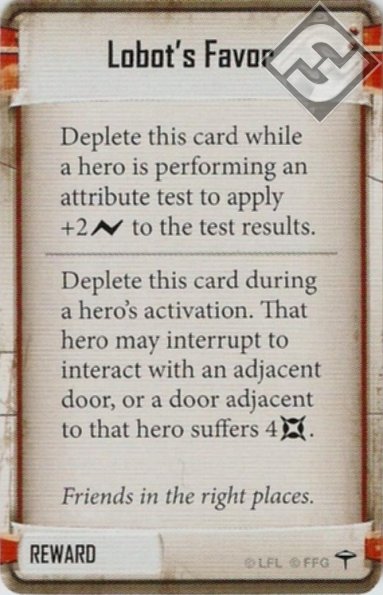 Lobot's Favor
Deplete this card while
a hero is performing an
attribute test to apply
+2 to the test results.
Deplete this card during
a hero's activation. That
hero may interrupt to
interact with an adjacent
door, or a door adjacent
to that hero suffers 4.
Friends in the right places.
REWARD
© LFL © FFG